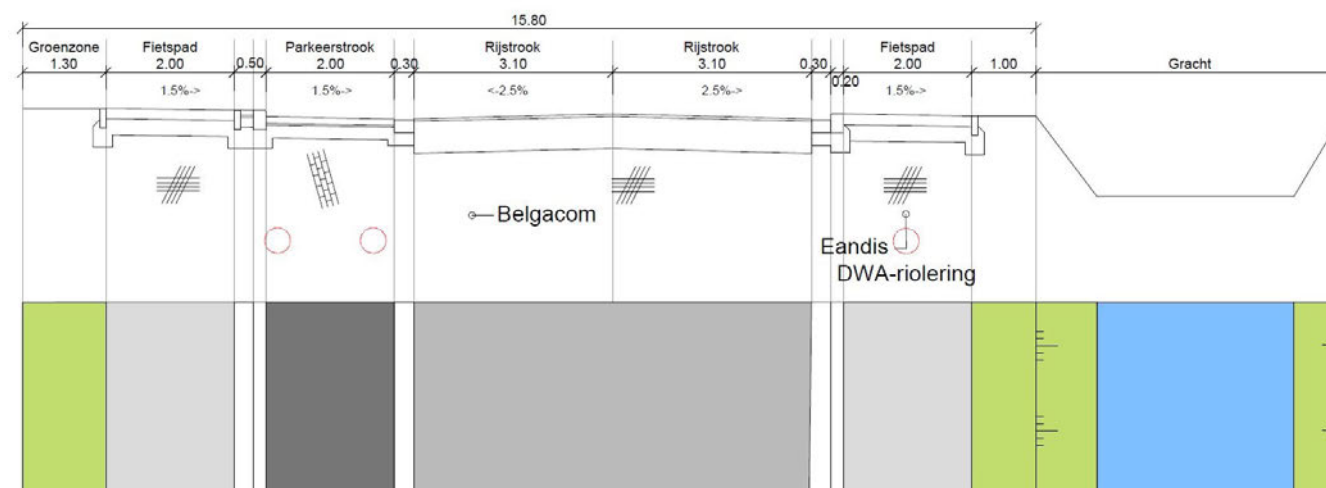 15.80
Groenzone Fietspad Parkeerstrook Rijstrook Rijstrook Fietspad
1.30 2.00 0.50 2.00 0.30 3.10 3.10 0.30 0.20 2.00 1.00 Gracht
1.5%-> 1.5%-> <-2.5% 2.5%-> 1.5%->
Belgacom
Eandis
DWA-riolering